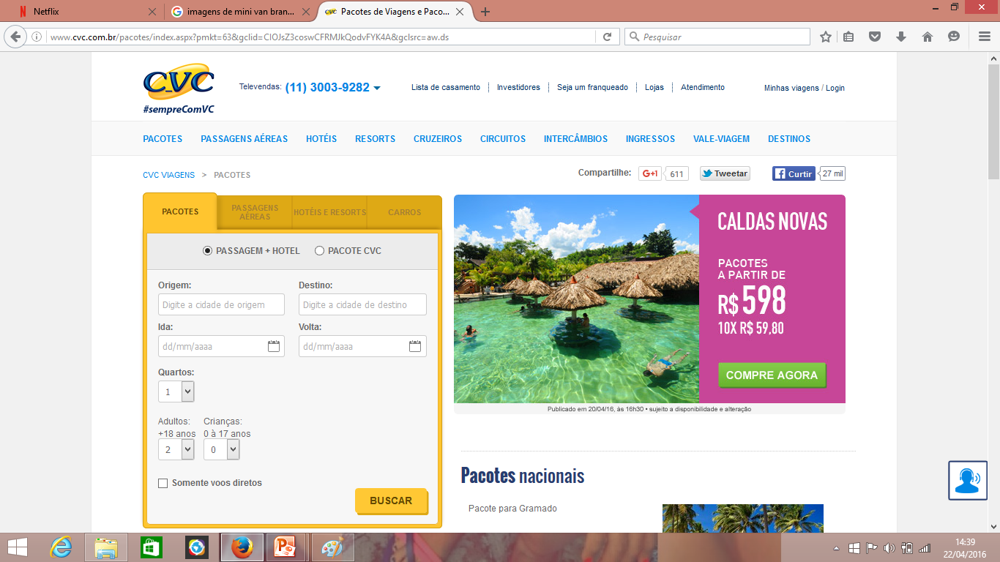 Netflix
imagens de mini van bran...
Pacotes de Viagens e Paco...
www.cvc.com.br/pacotes/index.aspx?pmkt=63&gclid=CIOJsZ3coswCFRMJkQodvFYK4A&gclsrc=aw.ds
Pesquisar
CVC
#sempreComVC
Televendas: (11) 3003-9282
Lista de casamento
Investidores
Seja um franqueado
Lojas
Atendimento
Minhas viagens / Login
PACOTES
PASSAGENS AÉREAS
HOTÉIS
RESORTS
CRUZEIROS
CIRCUITOS
INTERCÂMBIOS
INGRESSOS
VALE-VIAGEM
DESTINOS
CVC VIAGENS > PACOTES
Compartilhe:
G+1
611
Tweetar
Curtir
27 mil
PACOTES
PASSAGENS
AÉREAS
HOTÉIS E RESORTS
CARROS
PASSAGEM + HOTEL
PACOTE CVC
Origem:
Destino:
Digite a cidade de origem
Digite a cidade de destino
Ida:
Volta:
dd/mm/aaaa
dd/mm/aaaa
Quartos:
1
Adultos:
Crianças:
+18 anos
0 à 17 anos
2
0
Somente voos diretos
BUSCAR
CALDAS NOVAS
PACOTES
A PARTIR DE
R$ 598
10X R$ 59,80
COMPRE AGORA
Publicado em 20/04/16, às 16h30 • sujeito a disponibilidade e alteração
Pacotes nacionais
Pacote para Gramado
14:39
22/04/2016